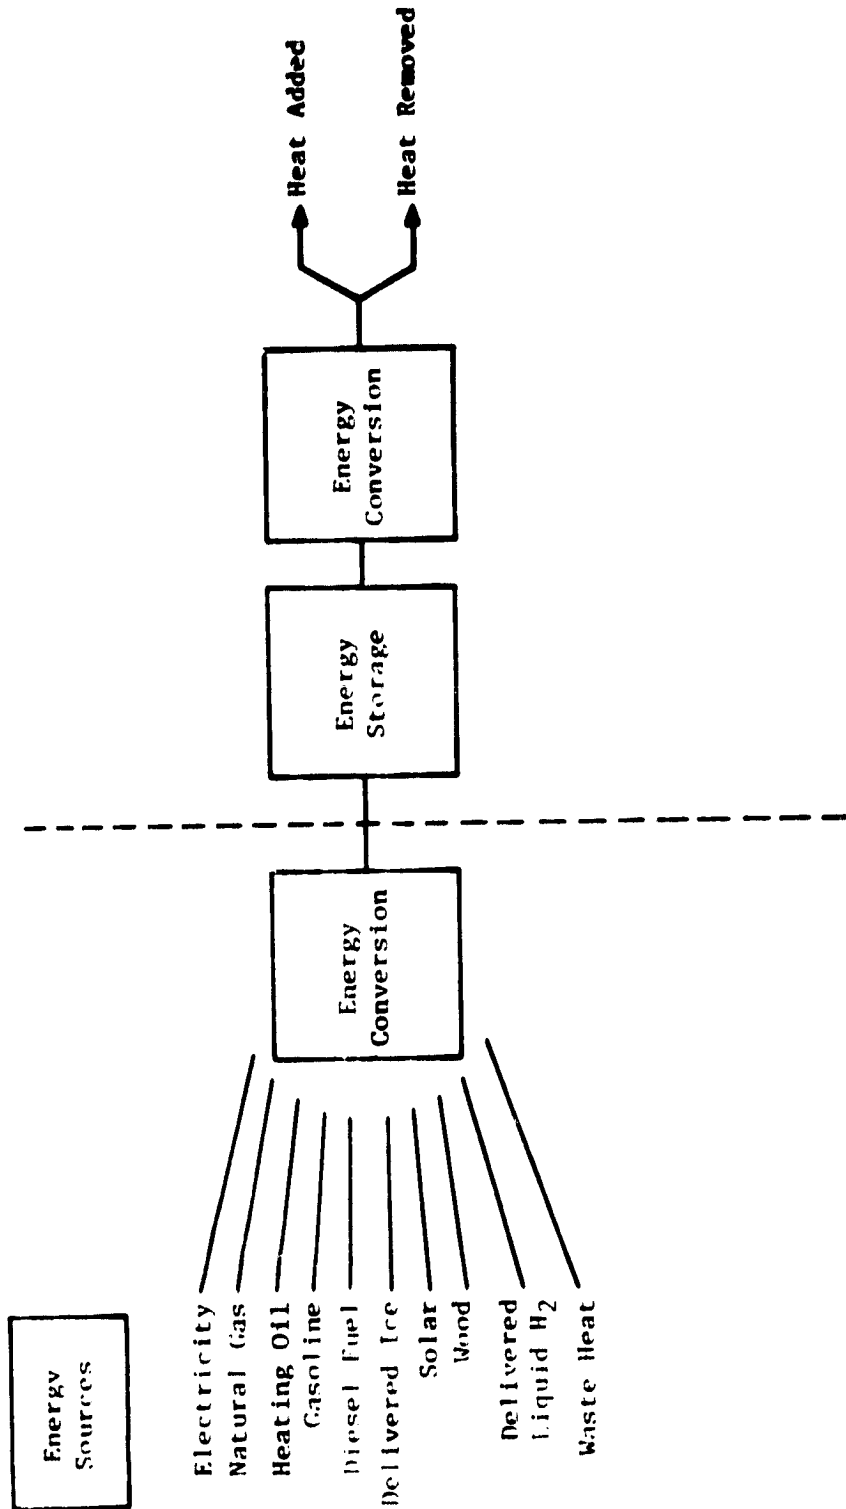 Energy
Sources
Electricity
Natural Gas
Heating Oil
Gasoline
Diesel Fuel
Delivered Ice
Solar
Wood
Delivered
Liquid H2
Waste Heat
Energy
Conversion
Energy
Storage
Energy
Conversion
Heat Added
Heat Removed